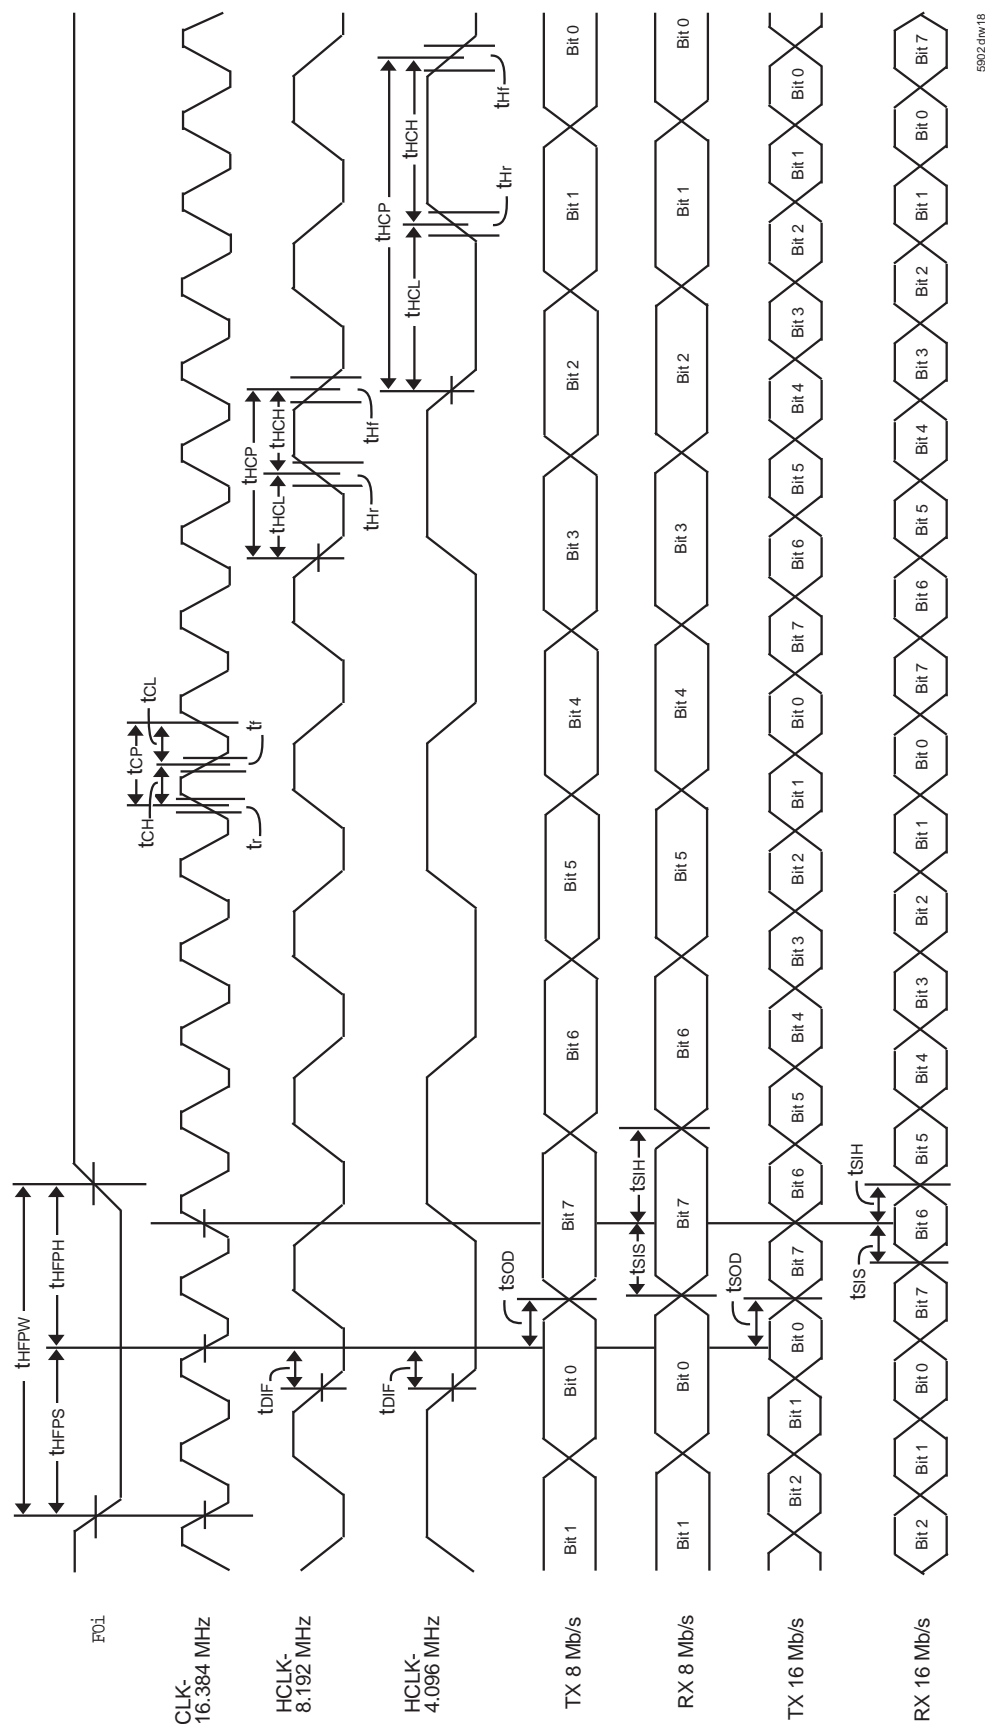 tHFPW
tHFPS
tHFPH
F0i
tCH
tCP
tCL
CLK-
16.384 MHz
tr
tf
tHCP
tHCL
tHCH
tDIF
HCLK-
8.192 MHz
tHr
tHf
tHCP
tHCL
tHCH
tDIF
HCLK-
4.096 MHz
tHr
tHf
tSOD
TX 8 Mb/s Bit 1 Bit 0 Bit 7 Bit 6 Bit 5 Bit 4 Bit 3 Bit 2 Bit 1 Bit 0
tSIS tSIH
RX 8 Mb/s Bit 1 Bit 0 Bit 7 Bit 6 Bit 5 Bit 4 Bit 3 Bit 2 Bit 1 Bit 0
tSOD
TX 16 Mb/s Bit 2 Bit 1 Bit 0 Bit 7 Bit 6 Bit 5 Bit 4 Bit 3 Bit 2 Bit 1 Bit 0 Bit 7 Bit 6 Bit 5 Bit 4 Bit 3 Bit 2 Bit 1 Bit 0
tSIS tSIH
RX 16 Mb/s Bit 2 Bit 1 Bit 0 Bit 7 Bit 6 Bit 5 Bit 4 Bit 3 Bit 2 Bit 1 Bit 0 Bit 7 Bit 6 Bit 5 Bit 4 Bit 3 Bit 2 Bit 1 Bit 0 Bit 7
5902 drw18